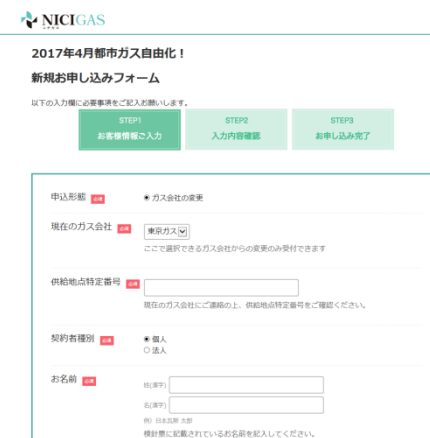 NICIGAS
ニチガス
2017年4月都市ガス自由化！
新規お申し込みフォーム
以下の入力欄に必要事項をご記入お願いします。
STEP1
お客様情報ご入力
STEP2
入力内容確認
STEP3
お申し込み完了
申込形態 必須
ガス会社の変更
現在のガス会社 必須
東京ガス
ここで選択できるガス会社からの変更のみ受付できます
供給地点特定番号 必須
現在のガス会社にご連絡の上、供給地点特定番号をご確認ください。
契約者種別 必須
個人
法人
お名前 必須
姓(漢字)
名(漢字)
例）日本瓦斯 太郎
検針票に記載されているお名前を記入してください。